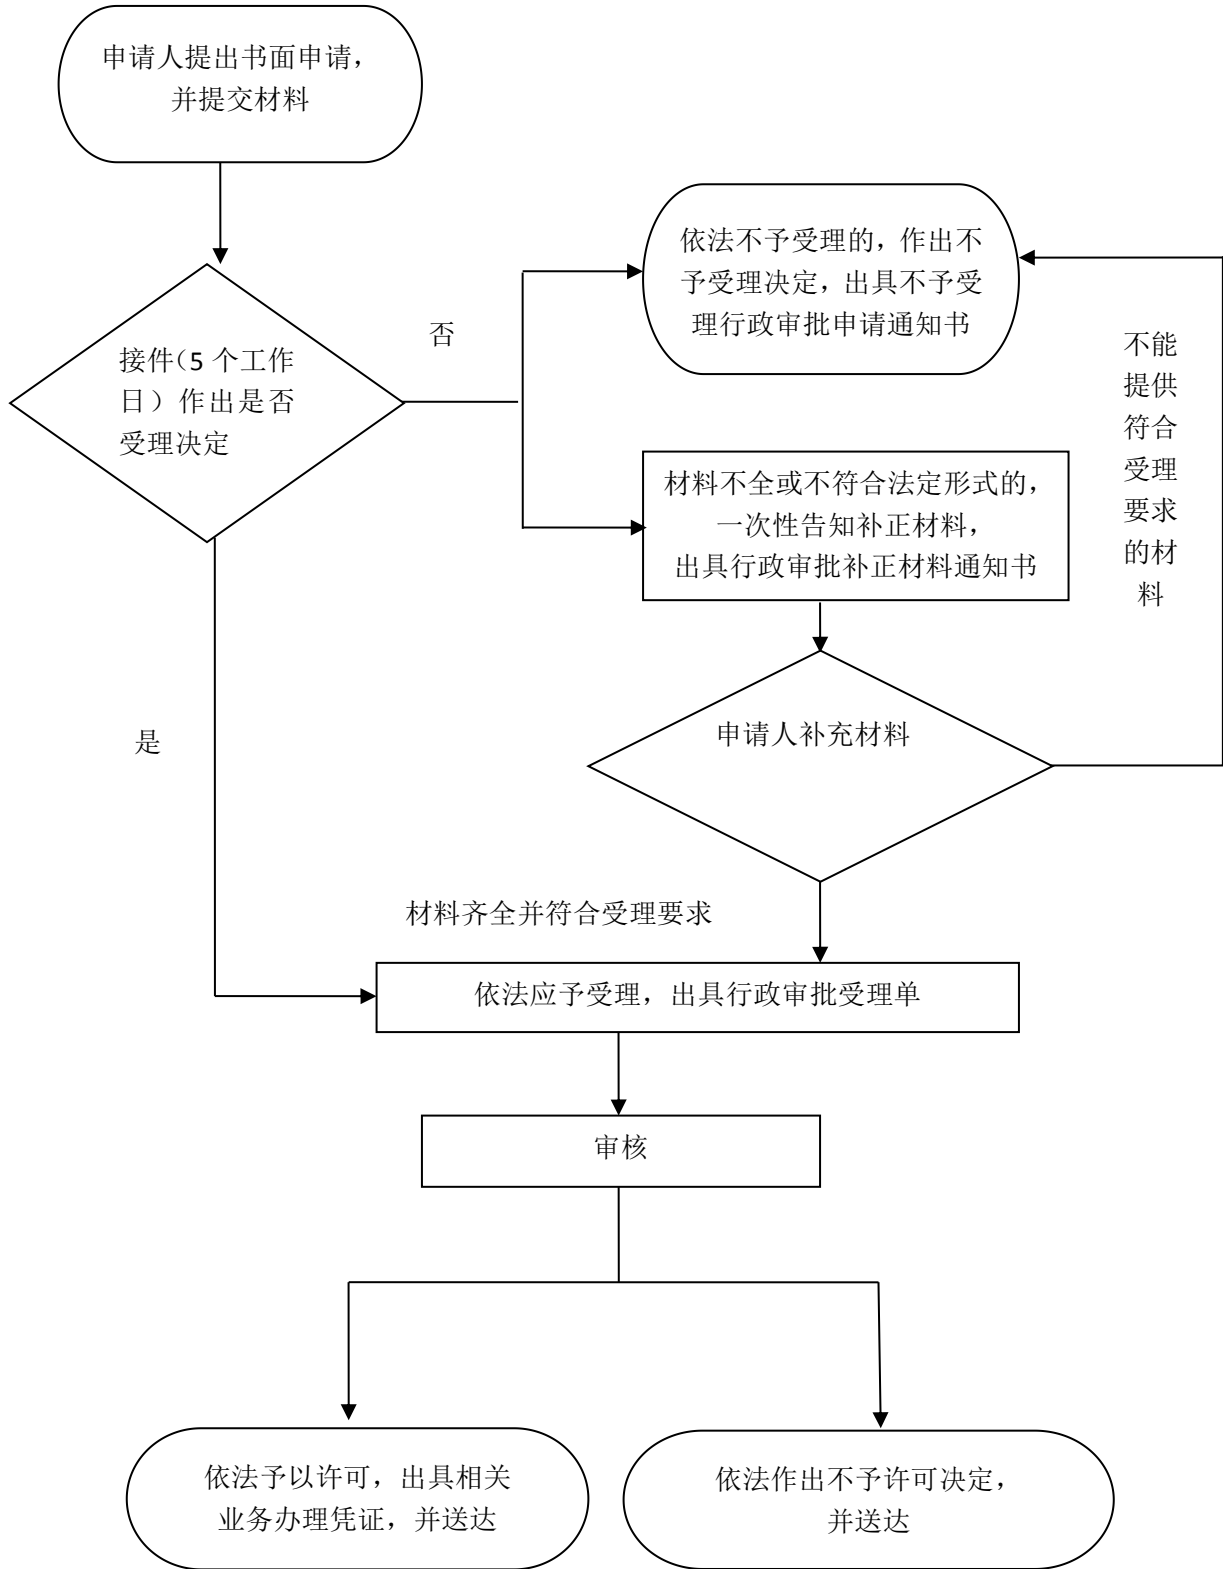 申请人提出书面申请，
并提交材料
依法不予受理的，作出不
予受理决定，出具不予受
理行政审批申请通知书
否
接件（5 个工作
日）作出是否
受理决定
不能
提供
符合
受理
要求
的材
料
材料不全或不符合法定形式的，
一次性告知补正材料，
出具行政审批补正材料通知书
是
申请人补充材料
材料齐全并符合受理要求
依法应予受理，出具行政审批受理单
审核
依法予以许可，出具相关
业务办理凭证，并送达
依法作出不予许可决定，
并送达